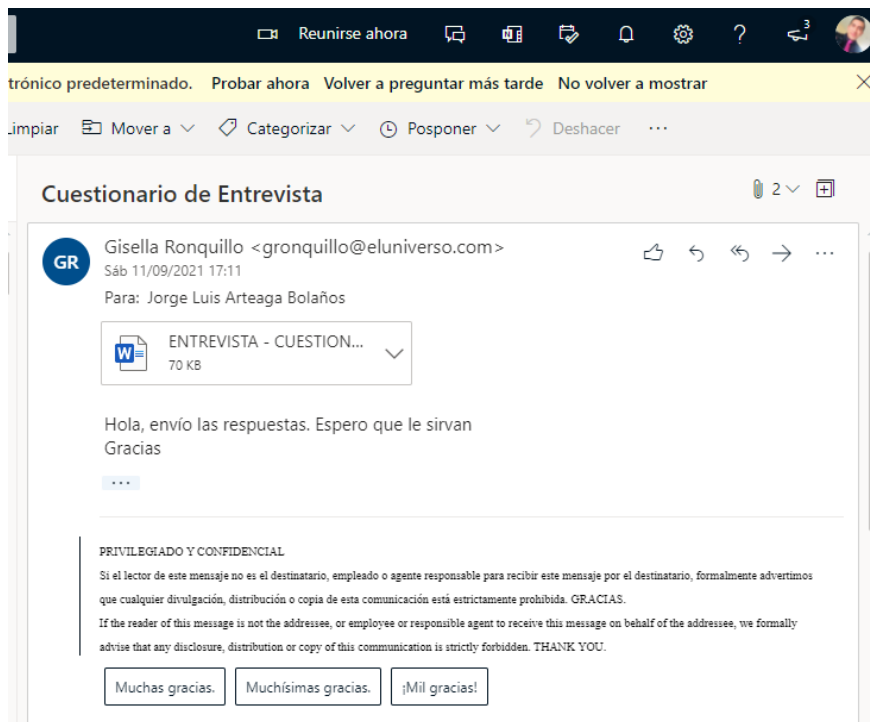 Reunirse ahora
3
trónico predeterminado. Probar ahora Volver a preguntar más tarde No volver a mostrar
Limpiar Mover a Categorizar Posponer Deshacer ...
Cuestionario de Entrevista
2
GR
Gisella Ronquillo <gronquillo@eluniverso.com>
Sáb 11/09/2021 17:11
Para: Jorge Luis Arteaga Bolaños
ENTREVISTA - CUESTION...
70 KB
Hola, envío las respuestas. Espero que le sirvan
Gracias
...
PRIVILEGIADO Y CONFIDENCIAL
Si el lector de este mensaje no es el destinatario, empleado o agente responsable para recibir este mensaje por el destinatario, formalmente advertimos
que cualquier divulgación, distribución o copia de esta comunicación está estrictamente prohibida. GRACIAS.
If the reader of this message is not the addressee, or employee or responsible agent to receive this message on behalf of the addressee, we formally
advise that any disclosure, distribution or copy of this communication is strictly forbidden. THANK YOU.
Muchas gracias. Muchísimas gracias. ¡Mil gracias!